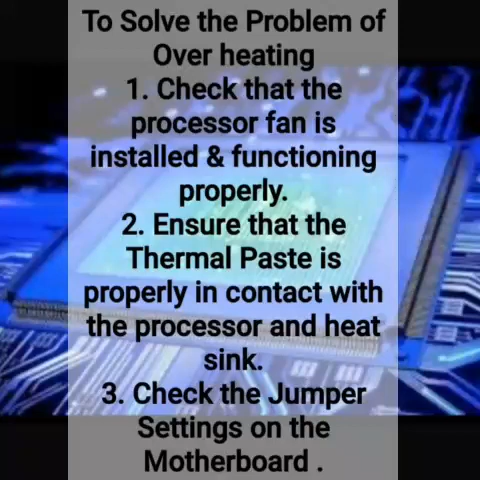 To Solve the Problem of
Over heating
1. Check that the
processor fan is
installed & functioning
properly.
2. Ensure that the
Thermal Paste is
properly in contact with
the processor and heat
sink.
3. Check the Jumper
Settings on the
Motherboard .